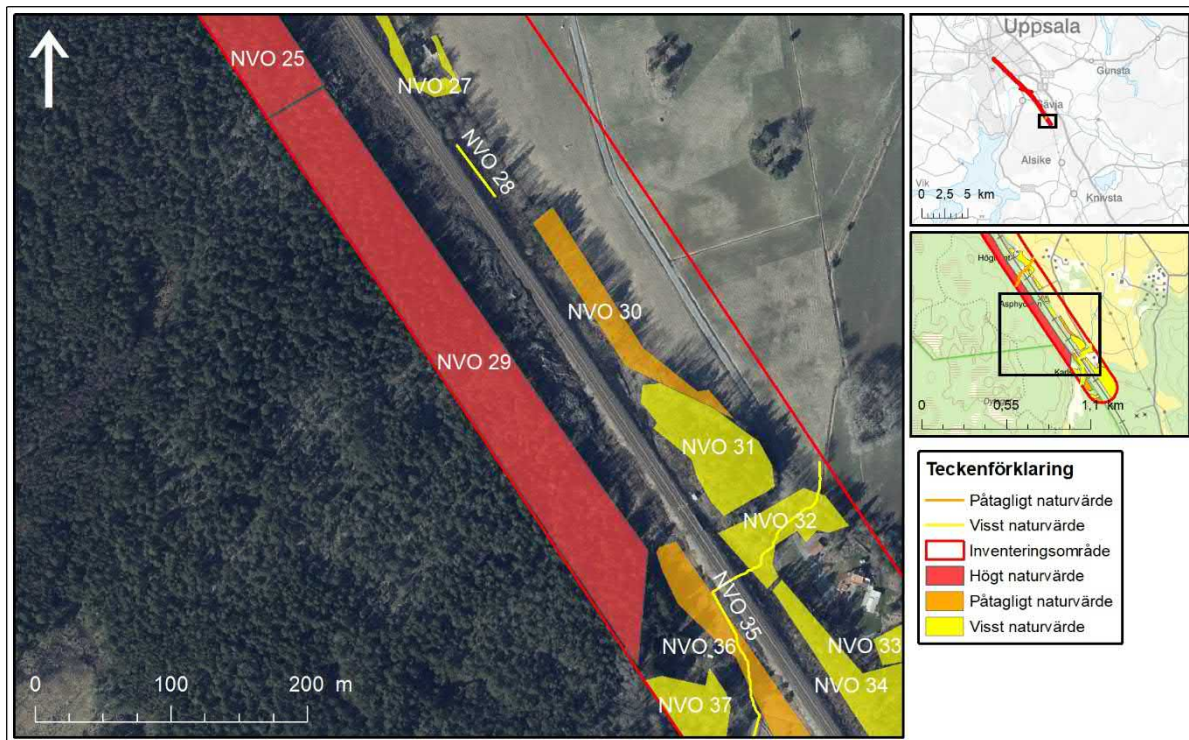 NVO 25
NVO 27
NVO 28
NVO 30
NVO 29
NVO 31
NVO 32
NVO 35
NVO 36
NVO 33
NVO 34
NVO 37
0 100 200 m
Uppsala
Gunsta
Sävja
Alsike
Vik
Knivsta
0 2,5 5 km
0 0,55 1,1 km
Teckenförklaring
Påtagligt naturvärde
Visst naturvärde
Inventeringsområde
Högt naturvärde
Påtagligt naturvärde
Visst naturvärde